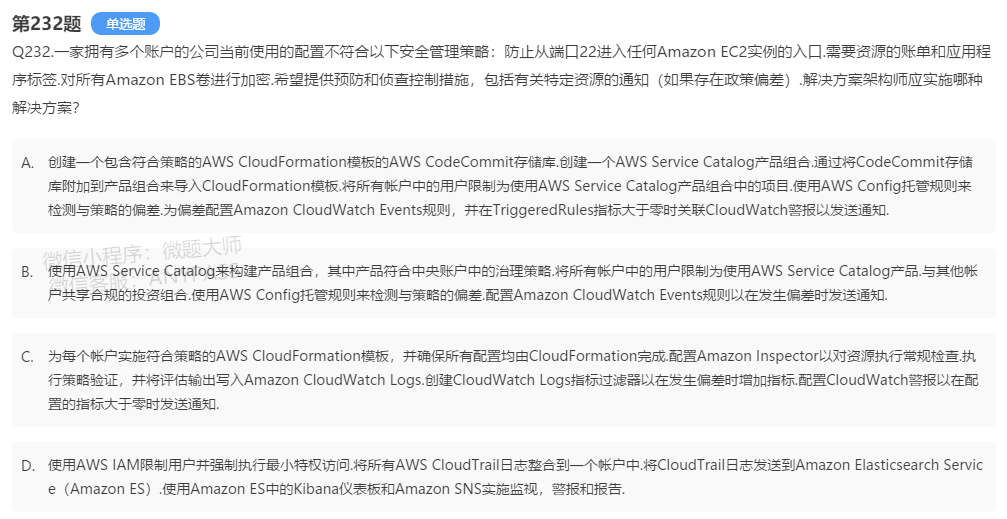 第232题 单选题
Q232.一家拥有多个账户的公司当前使用的配置不符合以下安全管理策略：防止从端口22进入任何Amazon EC2实例的入口.需要资源的账单和应用程
序标签.对所有Amazon EBS卷进行加密.希望提供预防和侦查控制措施，包括有关特定资源的通知（如果存在政策偏差）.解决方案架构师应实施哪种
解决方案?
A. 创建一个包含符合策略的AWS CloudFormation模板的AWS CodeCommit存储库.创建一个AWS Service Catalog产品组合.通过将CodeCommit存储
库附加到产品组合来导入CloudFormation模板.将所有帐户中的用户限制为使用AWS Service Catalog产品组合中的项目.使用AWS Config托管规则来
检测与策略的偏差.为偏差配置Amazon CloudWatch Events规则，并在TriggeredRules指标大于零时关联CloudWatch警报以发送通知.
微信小程序：微题大师
B. 使用AWS Service Catalog来构建产品组合，其中产品符合中央账户中的治理策略.将所有帐户中的用户限制为使用AWS Service Catalog产品.与其他帐
户共享合规的投资组合.使用AWS Config托管规则来检测与策略的偏差.配置Amazon CloudWatch Events规则以在发生偏差时发送通知.
微信客服：
C. 为每个帐户实施符合策略的AWS CloudFormation模板，并确保所有配置均由CloudFormation完成.配置Amazon Inspector以对资源执行常规检查.执
行策略验证，并将评估输出写入Amazon CloudWatch Logs.创建CloudWatch Logs指标过滤器以在发生偏差时增加指标.配置CloudWatch警报以在配
置的指标大于零时发送通知.
D. 使用AWS IAM限制用户并强制执行最小特权访问.将所有AWS CloudTrail日志整合到一个帐户中.将CloudTrail日志发送到Amazon Elasticsearch Servic
e（Amazon ES）.使用Amazon ES中的Kibana仪表板和Amazon SNS实施监视，警报和报告.